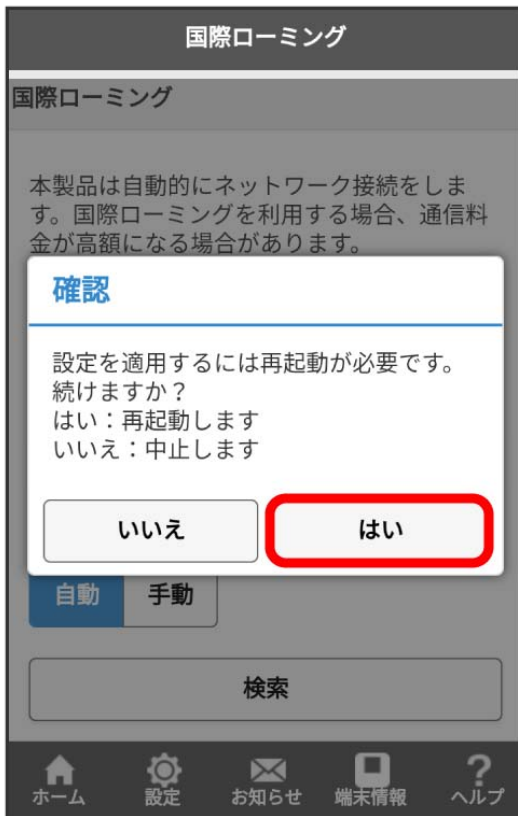 国際ローミング
国際ローミング
本製品は自動的にネットワーク接続をしま
す。国際ローミングを利用する場合、通信料
金が高額になる場合があります。
確認
設定を適用するには再起動が必要です。
続けますか？
はい：再起動します
いいえ：中止します
いいえ
はい
自動
手動
検索
ホーム
設定
お知らせ
端末情報
ヘルプ